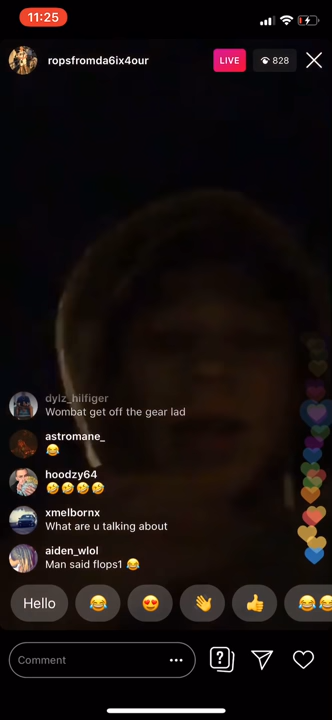 11:25
ropsfromda6ix4our
LIVE
828
dylz_hilfiger
Wombat get off the gear lad
astromane_
😂
hoodzy64
🤣🤣🤣🤣
xmelbornx
What are u talking about
aiden_wlol
Man said flops1 😂
Hello
Comment